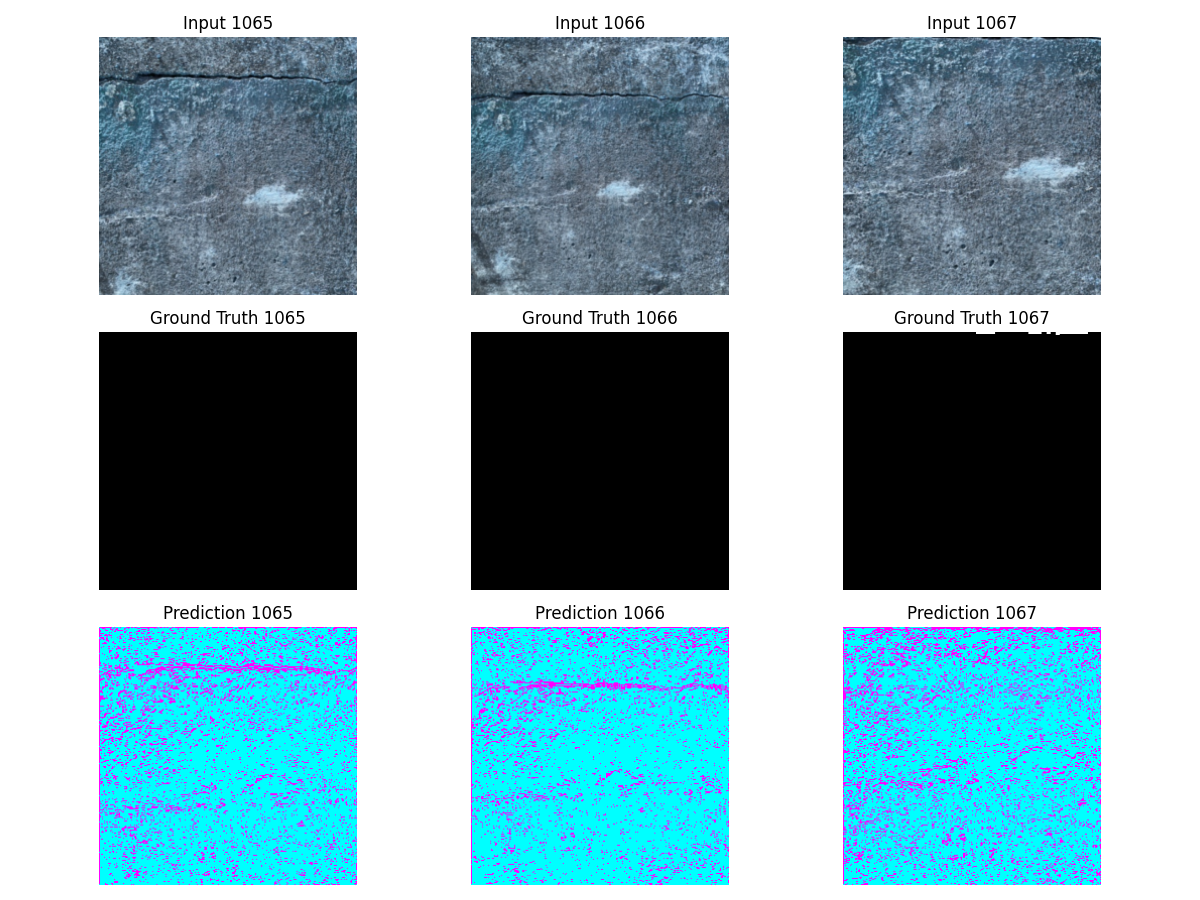 Input 1065
Input 1066
Input 1067
Ground Truth 1065
Ground Truth 1066
Ground Truth 1067
Prediction 1065
Prediction 1066
Prediction 1067